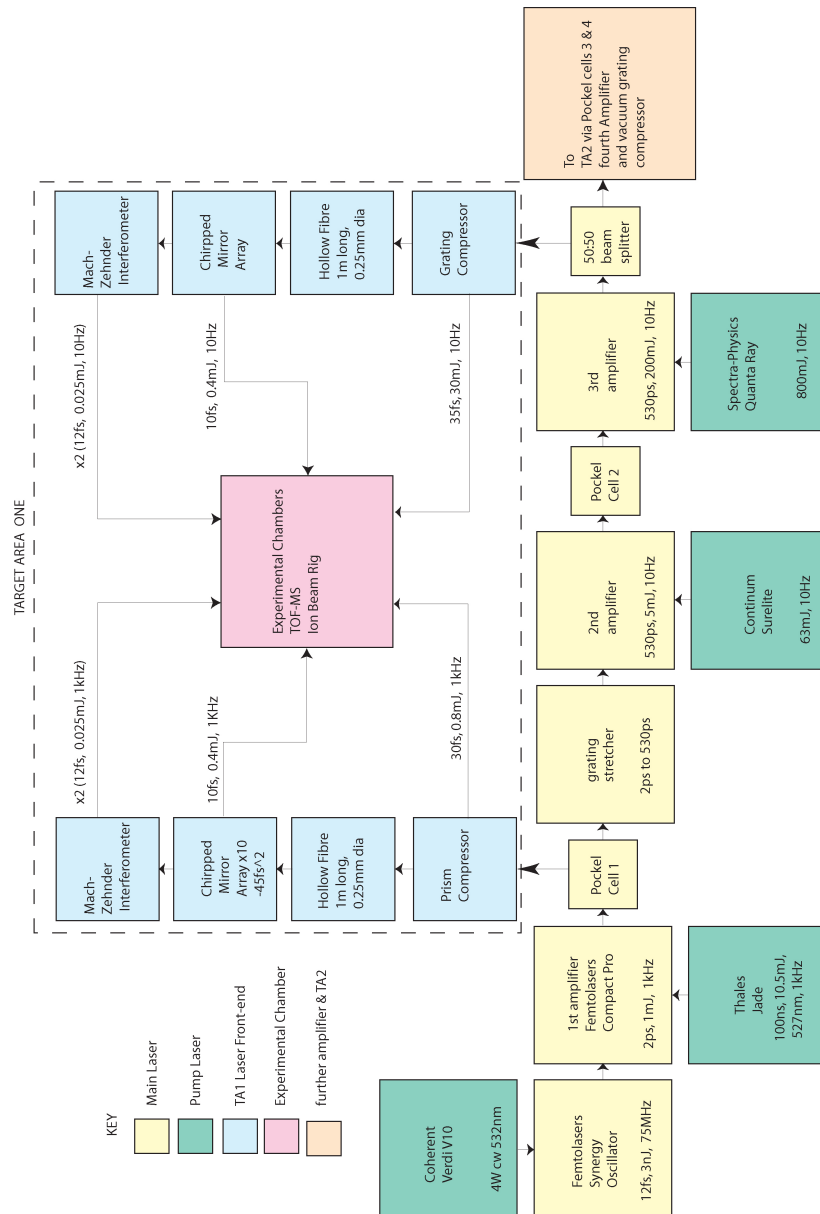 TARGET AREA ONE
Mach-
Zehnder
Interferometer
x2 (12fs, 0.025mJ, 1kHz)
x2 (12fs, 0.025mJ, 10Hz)
Mach-
Zehnder
Interferometer
Chirpped
Mirror
Array x10
-45fs^2
10fs, 0.4mJ, 1KHz
10fs, 0.4mJ, 10Hz
Chirpped
Mirror
Array
Experimental Chambers
TOF-MS
Ion Beam Rig
Hollow Fibre
1m long,
0.25mm dia
Hollow Fibre
1m long,
0.25mm dia
Prism
Compressor
30fs, 0.8mJ, 1kHz
35fs, 30mJ, 10Hz
Grating
Compressor
KEY
Main Laser
Pump Laser
TA1 Laser Front-end
Experimental Chamber
further amplifier & TA2
Coherent
Verdi V10
4W cw 532nm
Femtolasers
Synergy
Oscillator
12fs, 3nJ, 75MHz
1st amplifier
Femtolasers
Compact Pro
2ps, 1mJ, 1kHz
Pockel
Cell 1
grating
stretcher
2ps to 530ps
2nd
amplifier
530ps, 5mJ, 10Hz
Pockel
Cell 2
3rd
amplifier
530ps, 200mJ, 10Hz
50:50
beam
splitter
To
TA2 via Pockel cells 3 & 4
fourth Amplifier
and vacuum grating
compressor
Thales
Jade
100ns, 10.5mJ,
527nm, 1kHz
Continum
Surelite
63mJ, 10Hz
Spectra-Physics
Quanta Ray
800mJ, 10Hz